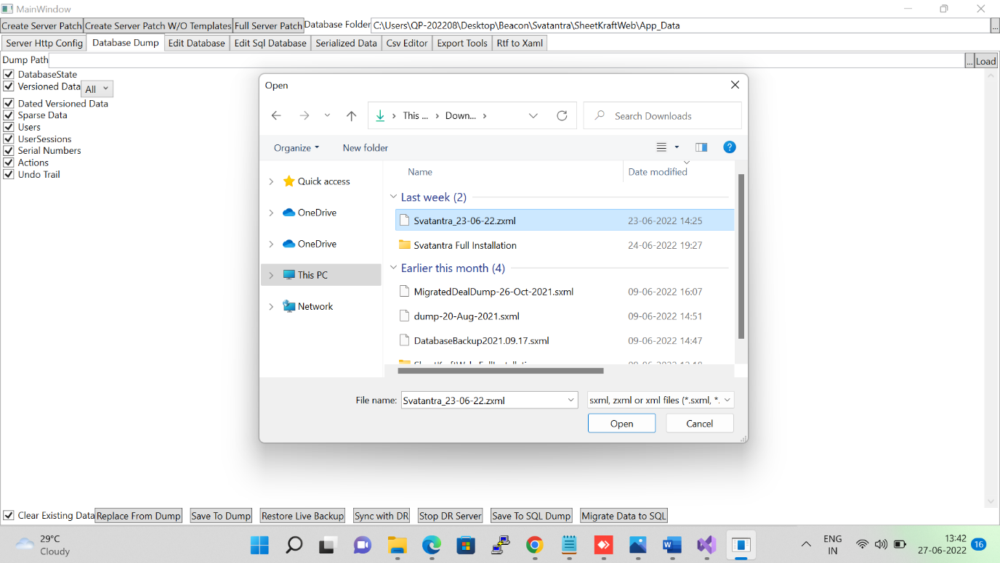 MainWindow
Create Server Patch Create Server Patch W/O Templates Full Server Patch Database Folder C:\Users\QP-202208\Desktop\Beacon\Svatantra\SheetKraftWeb\App_Data ...
Server Http Config Database Dump Edit Database Edit Sql Database Serialized Data Csv Editor Export Tools Rtf to Xaml
Dump Path ... Load
DatabaseState
Versioned Data All
Dated Versioned Data
Sparse Data
Users
UserSessions
Serial Numbers
Actions
Undo Trail
Open
This ... Down... Search Downloads
Organize New folder ?
Name Date modified
Quick access
OneDrive
OneDrive
This PC
Network
Last week (2)
Svatantra_23-06-22.zxml 23-06-2022 14:25
Svatantra Full Installation 24-06-2022 19:27
Earlier this month (4)
MigratedDealDump-26-Oct-2021.sxml 09-06-2022 16:07
dump-20-Aug-2021.sxml 09-06-2022 14:51
DatabaseBackup2021.09.17.sxml 09-06-2022 14:47
File name: Svatantra_23-06-22.zxml sxml, zxml or xml files (*.sxml, *.
Open Cancel
Clear Existing Data Replace From Dump Save To Dump Restore Live Backup Sync with DR Stop DR Server Save To SQL Dump Migrate Data to SQL
29°C
Cloudy
ENG
IN
13:42
27-06-2022
16